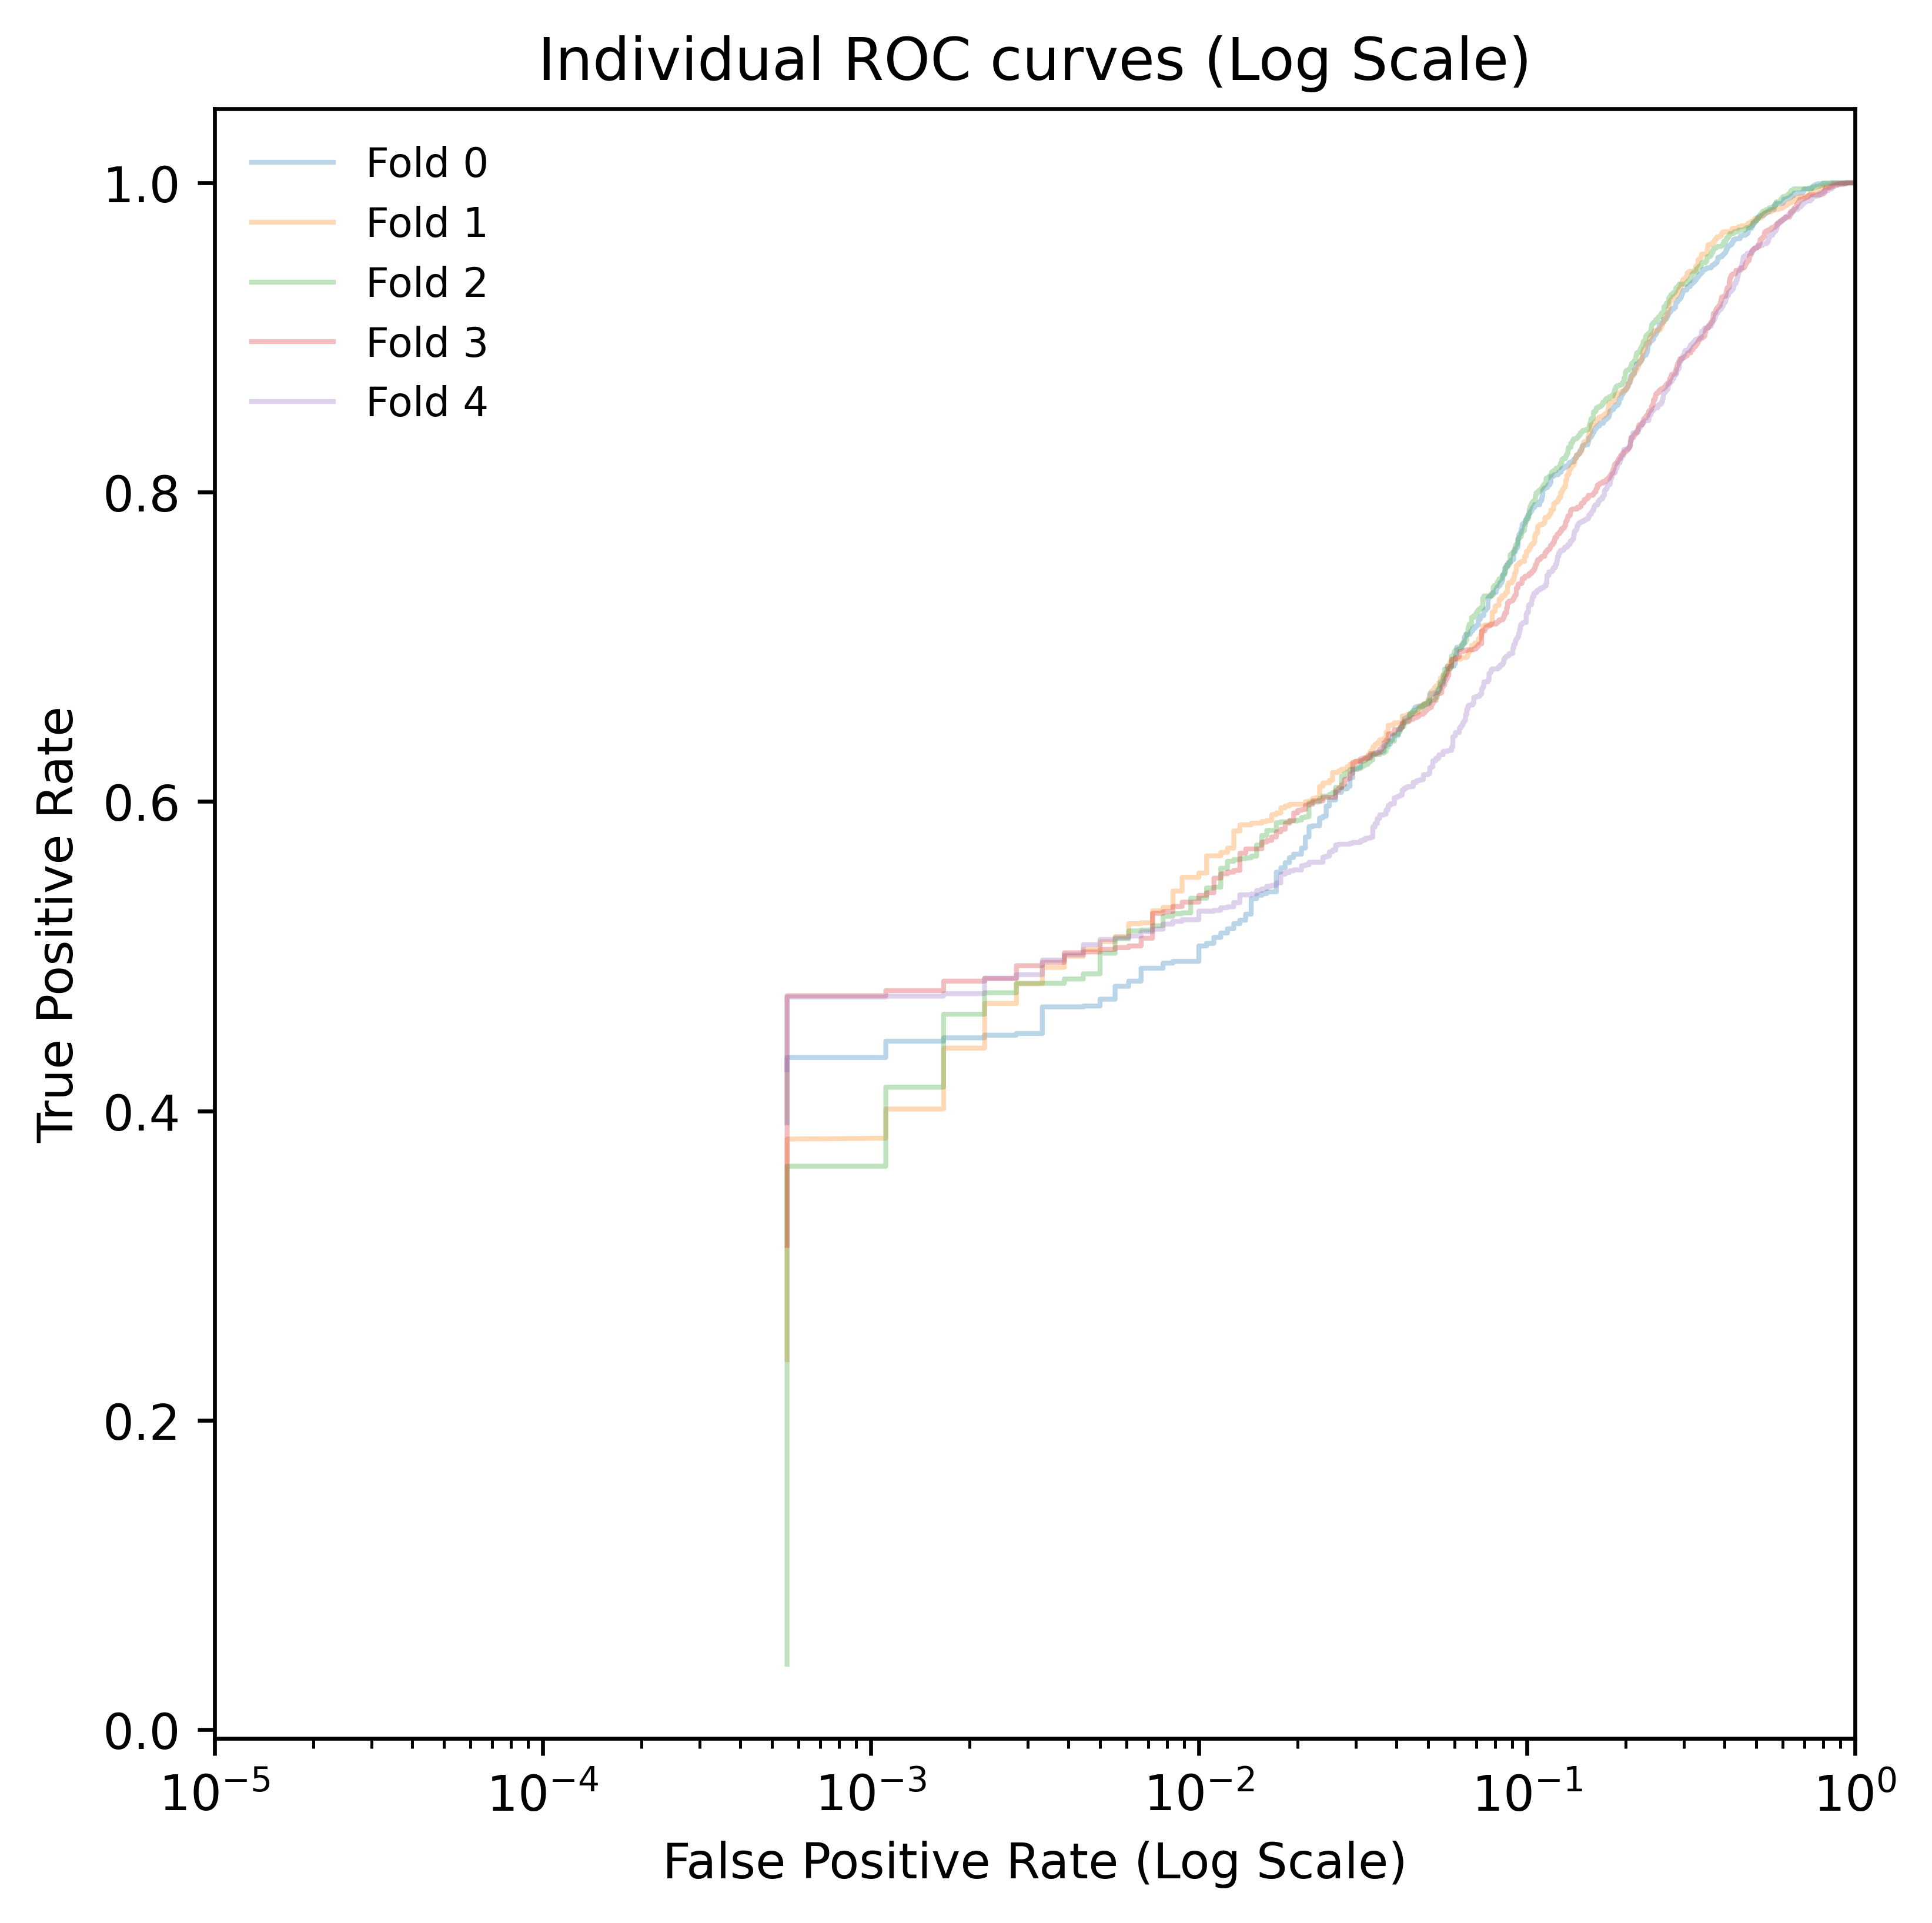 Individual ROC curves (Log Scale)
Fold 0
Fold 1
Fold 2
Fold 3
Fold 4
True Positive Rate
1.0
0.8
0.6
0.4
0.2
0.0
10⁻⁵ 10⁻⁴ 10⁻³ 10⁻² 10⁻¹ 10⁰
False Positive Rate (Log Scale)